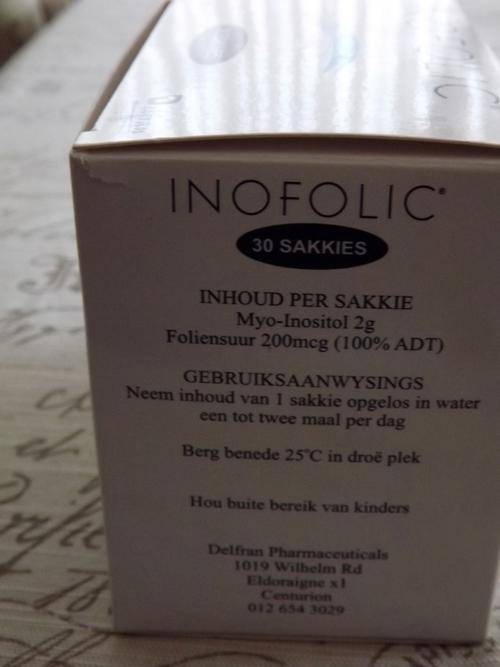 INOFOLIC®
30 SAKKIES
INHOUD PER SAKKIE
Myo-Inositol 2g
Foliensuur 200mcg (100% ADT)
GEBRUIKSAANWYSINGS
Neem inhoud van 1 sakkie opgelos in water
een tot twee maal per dag
Berg benede 25°C in droë plek
Hou buite bereik van kinders
Delfran Pharmaceuticals
1019 Wilhelm Rd
Eldoraigne x1
Centurion
012 654 3029